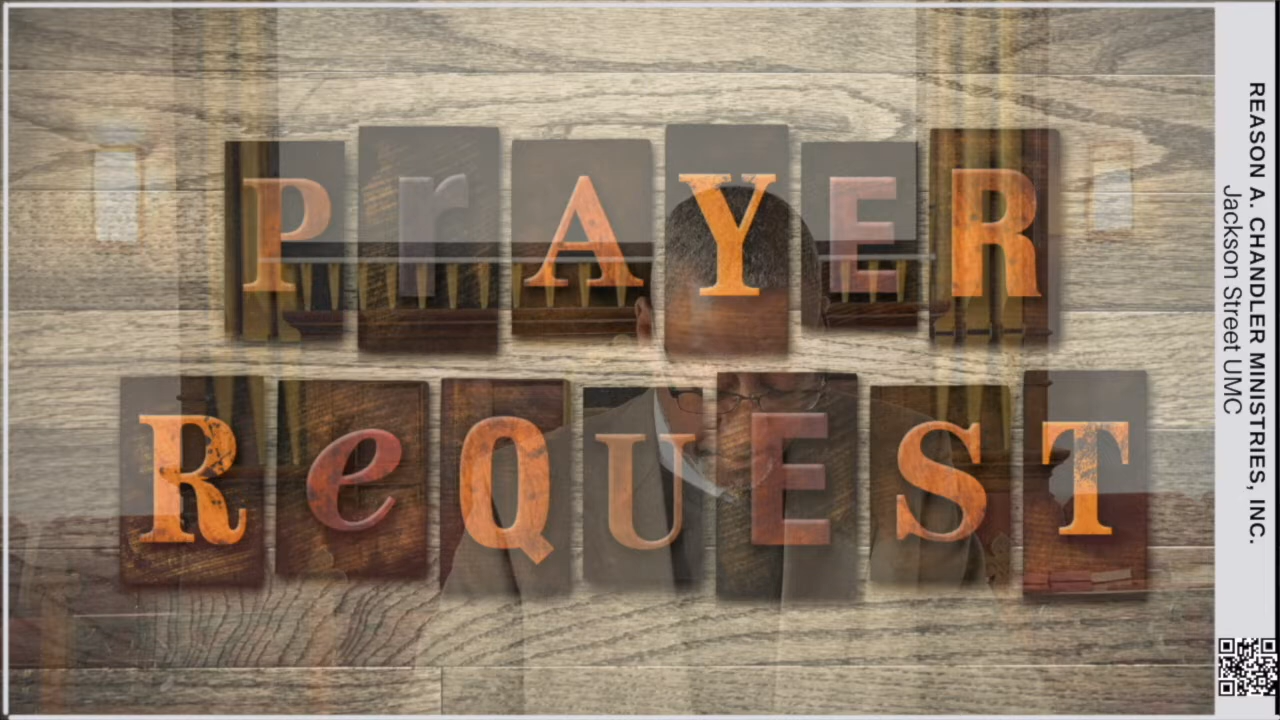 PrAYER
ReQUEST
REASON A. CHANDLER MINISTRIES, INC.
Jackson Street UMC